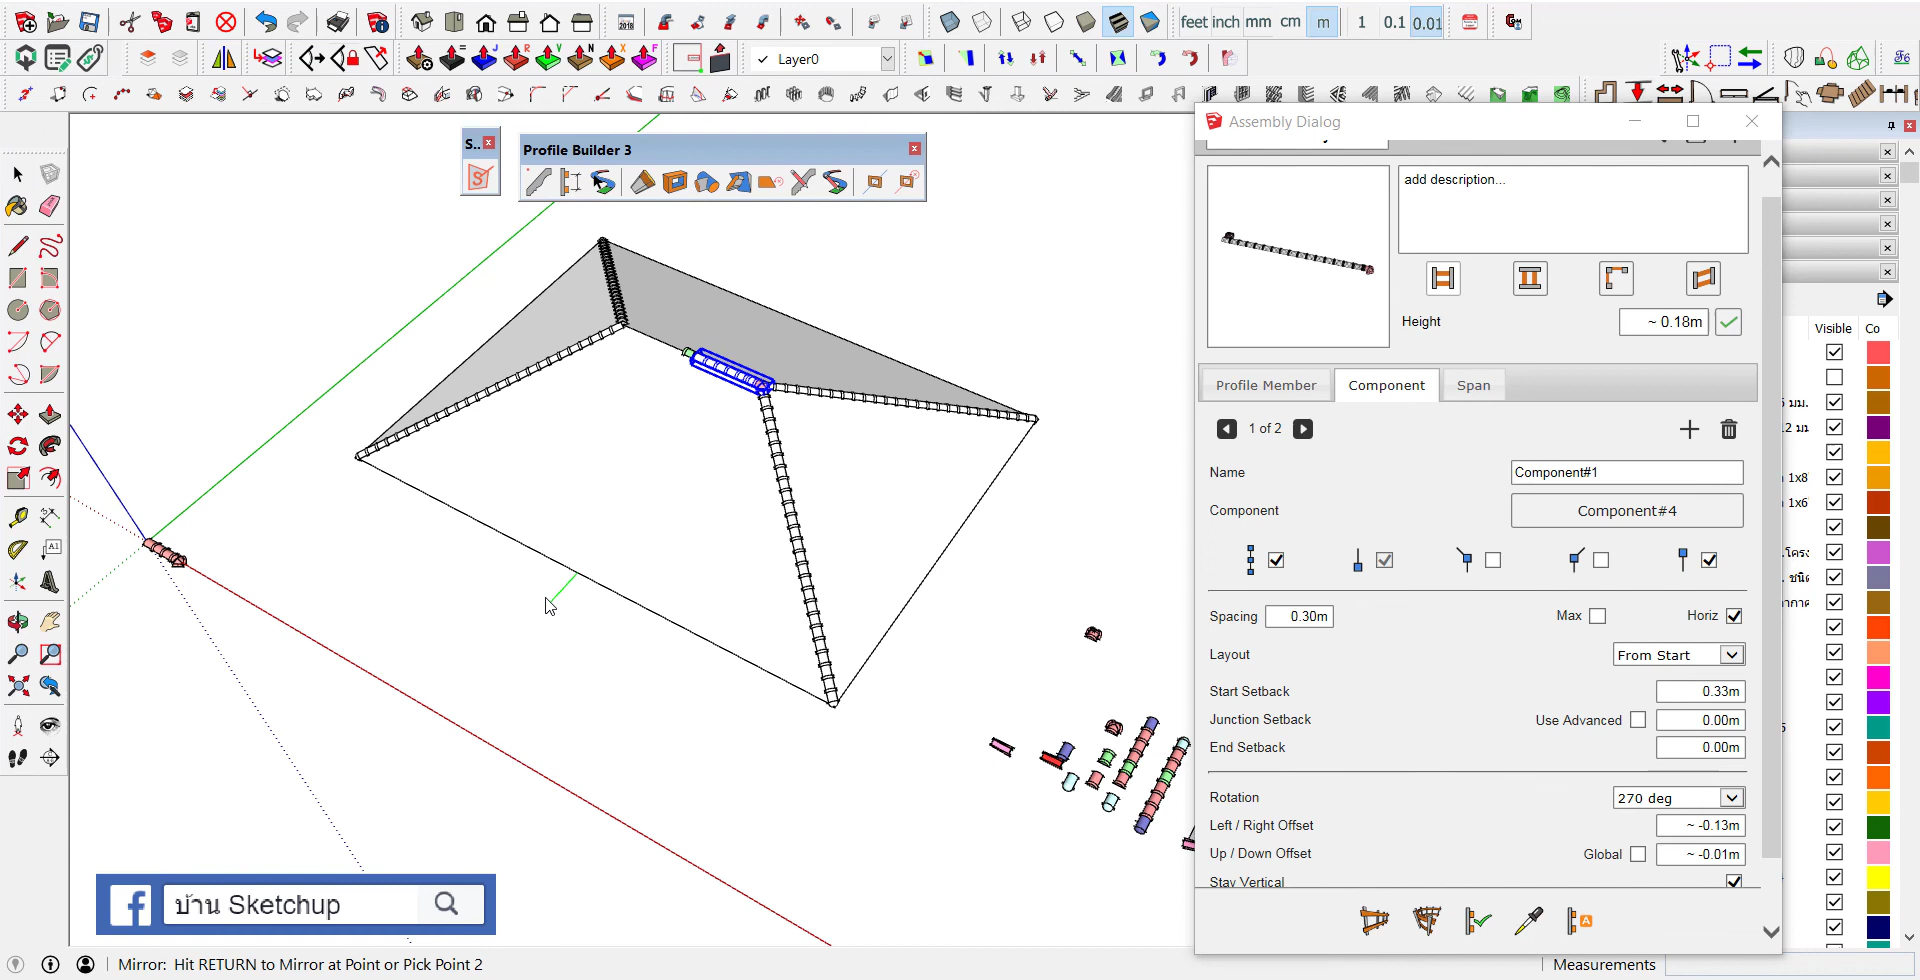 feet inch mm cm m 1 0.1 0.01
= J R V N X F
Layer0
S..
Profile Builder 3
Assembly Dialog
add description...
Height ~ 0.18m
Profile Member Component Span
1 of 2
Name Component#1
Component Component#4
Spacing 0.30m Max Horiz
Layout From Start
Start Setback 0.33m
Junction Setback Use Advanced 0.00m
End Setback 0.00m
Rotation 270 deg
Left / Right Offset ~ -0.13m
Up / Down Offset Global ~ -0.01m
Stay Vertical
Visible Co
บ้าน Sketchup
Mirror: Hit RETURN to Mirror at Point or Pick Point 2
Measurements